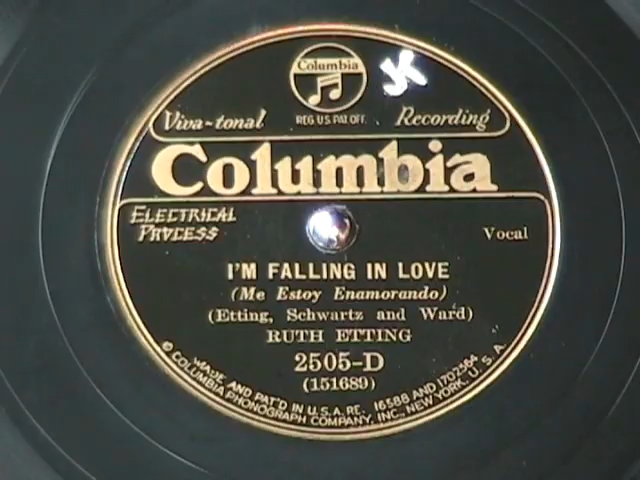 Columbia
JK
REG. U.S. PAT. OFF.
Viva-tonal Recording
Columbia
ELECTRICAL
PROCESS
Vocal
I'M FALLING IN LOVE
(Me Estoy Enamorando)
(Etting, Schwartz and Ward)
RUTH ETTING
2505-D
(151689)
MADE AND PAT'D IN U.S.A. RE. 16588 AND 1702564
© COLUMBIA PHONOGRAPH COMPANY, INC., NEW YORK, U.S.A.